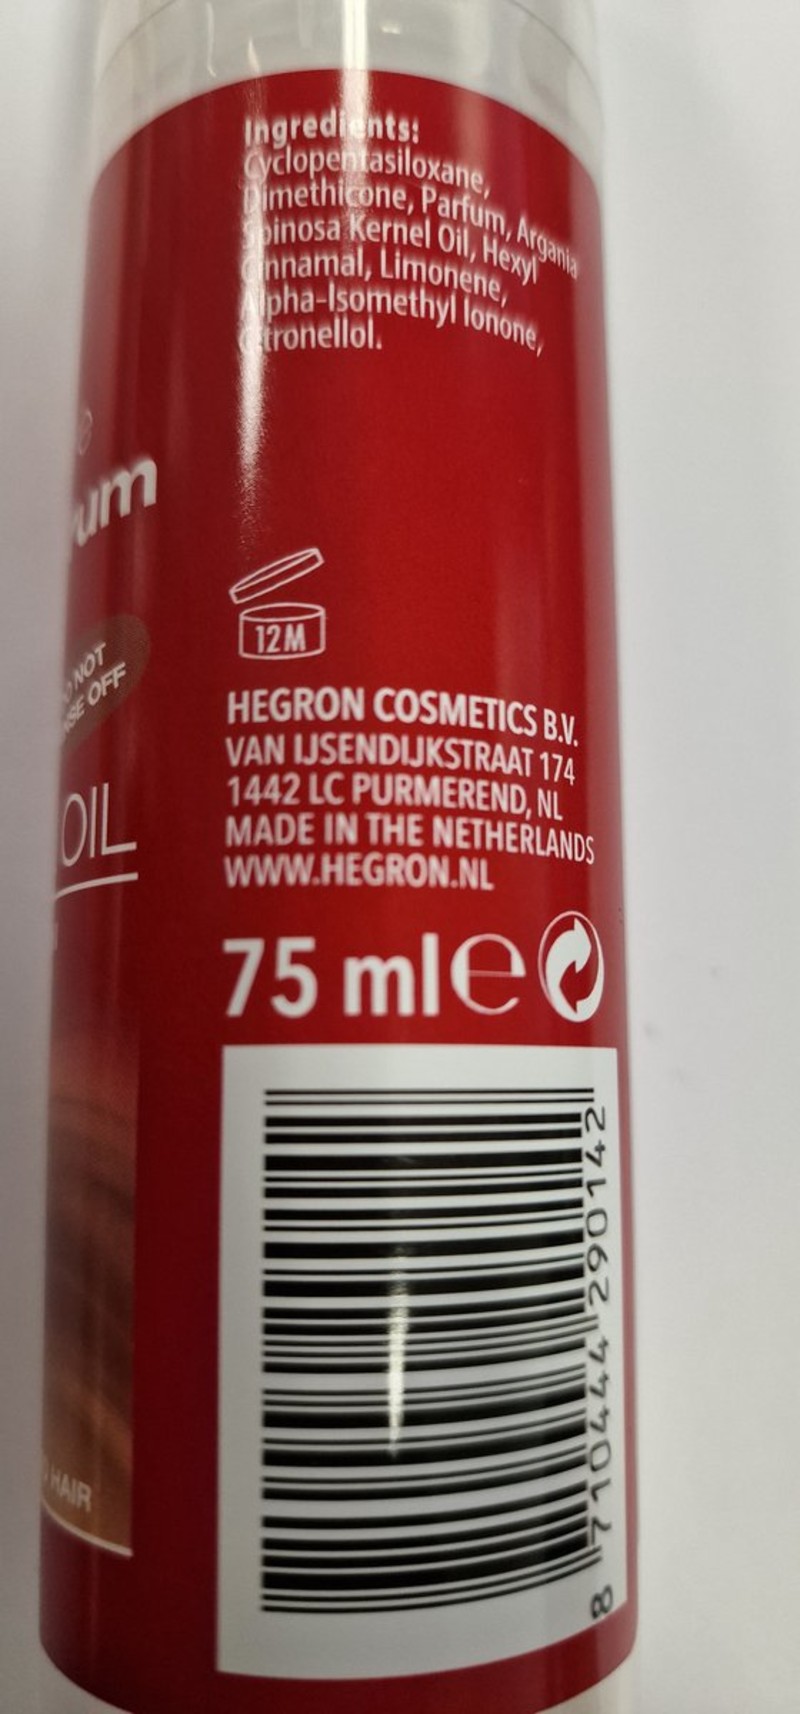 Ingredients:
Cyclopentasiloxane,
Dimethicone, Parfum, Argania
Spinosa Kernel Oil, Hexyl
Cinnamal, Limonene,
Alpha-Isomethyl Ionone,
Citronellol.
um
12M
NOT
OFF
HEGRON COSMETICS B.V.
VAN IJSENDIJKSTRAAT 174
1442 LC PURMEREND, NL
MADE IN THE NETHERLANDS
WWW.HEGRON.NL
OIL
75 ml e
HAIR
8 710444 290142